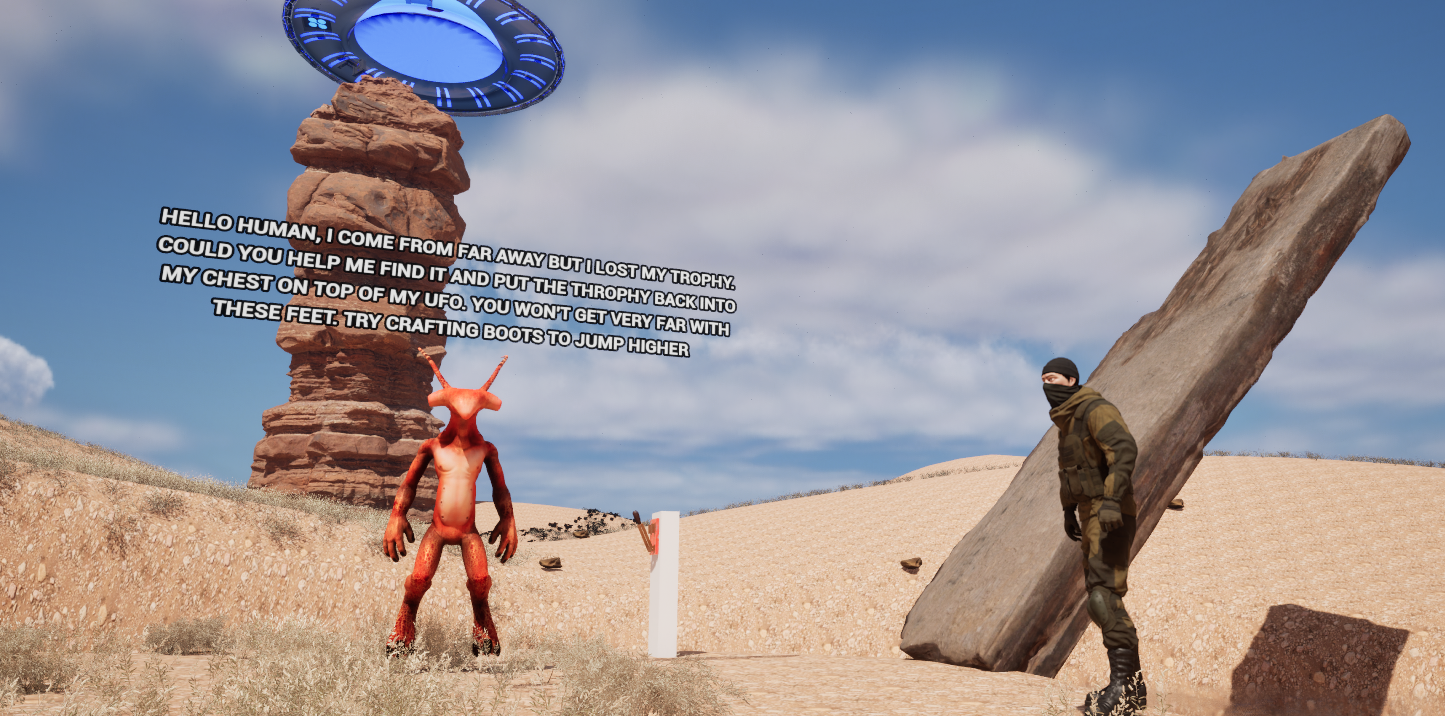 HELLO HUMAN, I COME FROM FAR AWAY BUT I LOST MY TROPHY.
COULD YOU HELP ME FIND IT AND PUT THE THROPHY BACK INTO
MY CHEST ON TOP OF MY UFO. YOU WON'T GET VERY FAR WITH
THESE FEET. TRY CRAFTING BOOTS TO JUMP HIGHER